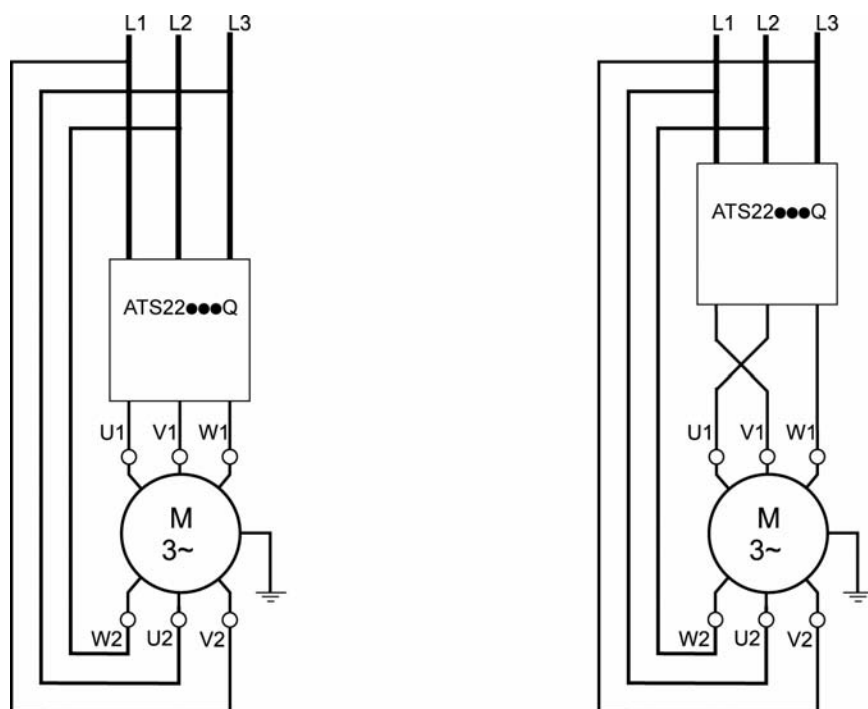 L1 L2 L3
ATS22●●●Q
U1 V1 W1
M
3~
W2 U2 V2
L1 L2 L3
ATS22●●●Q
U1 V1 W1
M
3~
W2 U2 V2